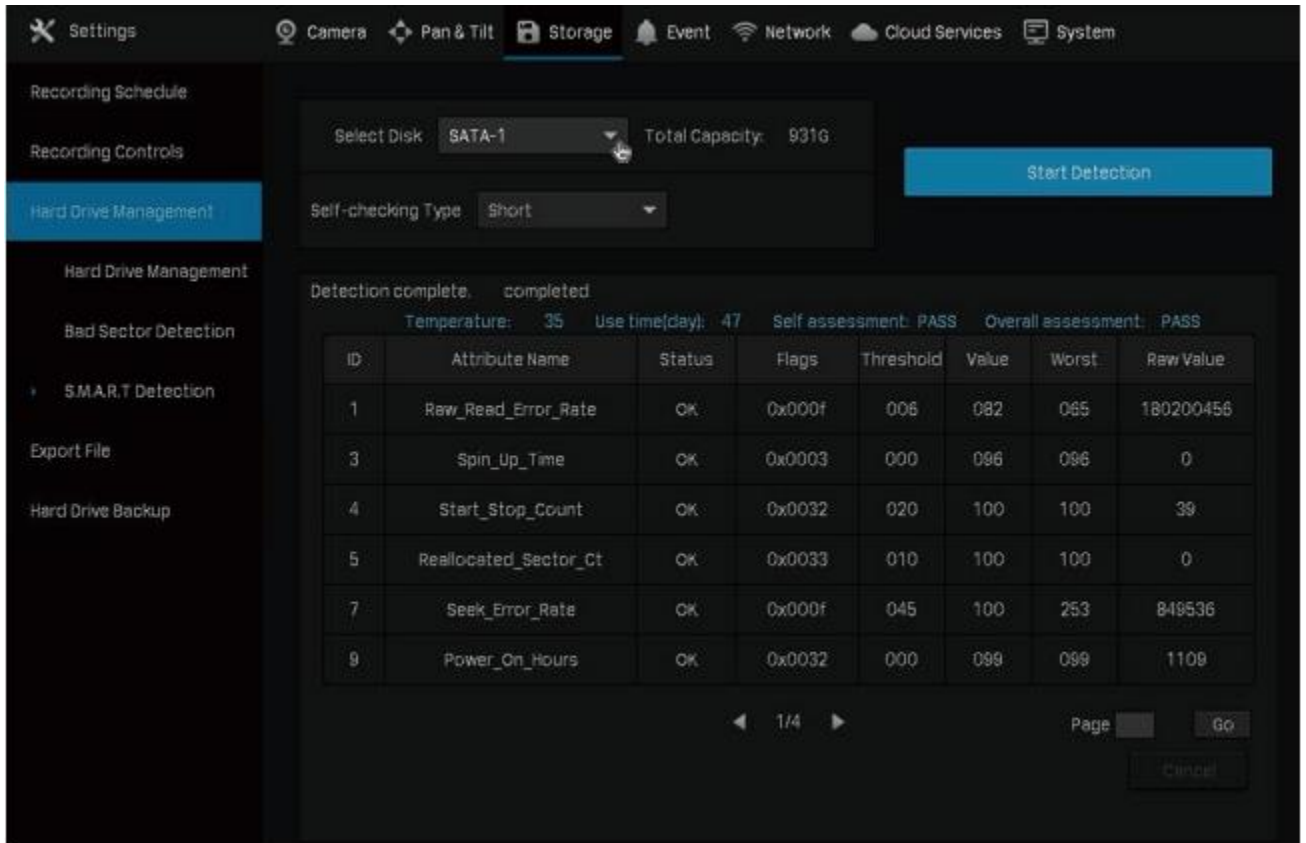 Settings Camera Pan & Tilt Storage Event Network Cloud Services System
Recording Schedule
Recording Controls
Hard Drive Management
Hard Drive Management
Bad Sector Detection
S.M.A.R.T Detection
Export File
Hard Drive Backup
Select Disk SATA-1 Total Capacity: 931G
Start Detection
Self-checking Type Short
Detection complete. completed
Temperature: 35 Use time(day): 47 Self assessment: PASS Overall assessment: PASS
ID Attribute Name Status Flags Threshold Value Worst Raw Value
1 Raw_Read_Error_Rate OK 0x000f 006 082 065 180200456
3 Spin_Up_Time OK 0x0003 000 096 096 0
4 Start_Stop_Count OK 0x0032 020 100 100 39
5 Reallocated_Sector_Ct OK 0x0033 010 100 100 0
7 Seek_Error_Rate OK 0x000f 045 100 253 849536
9 Power_On_Hours OK 0x0032 000 099 099 1109
1/4 Page Go
Cancel